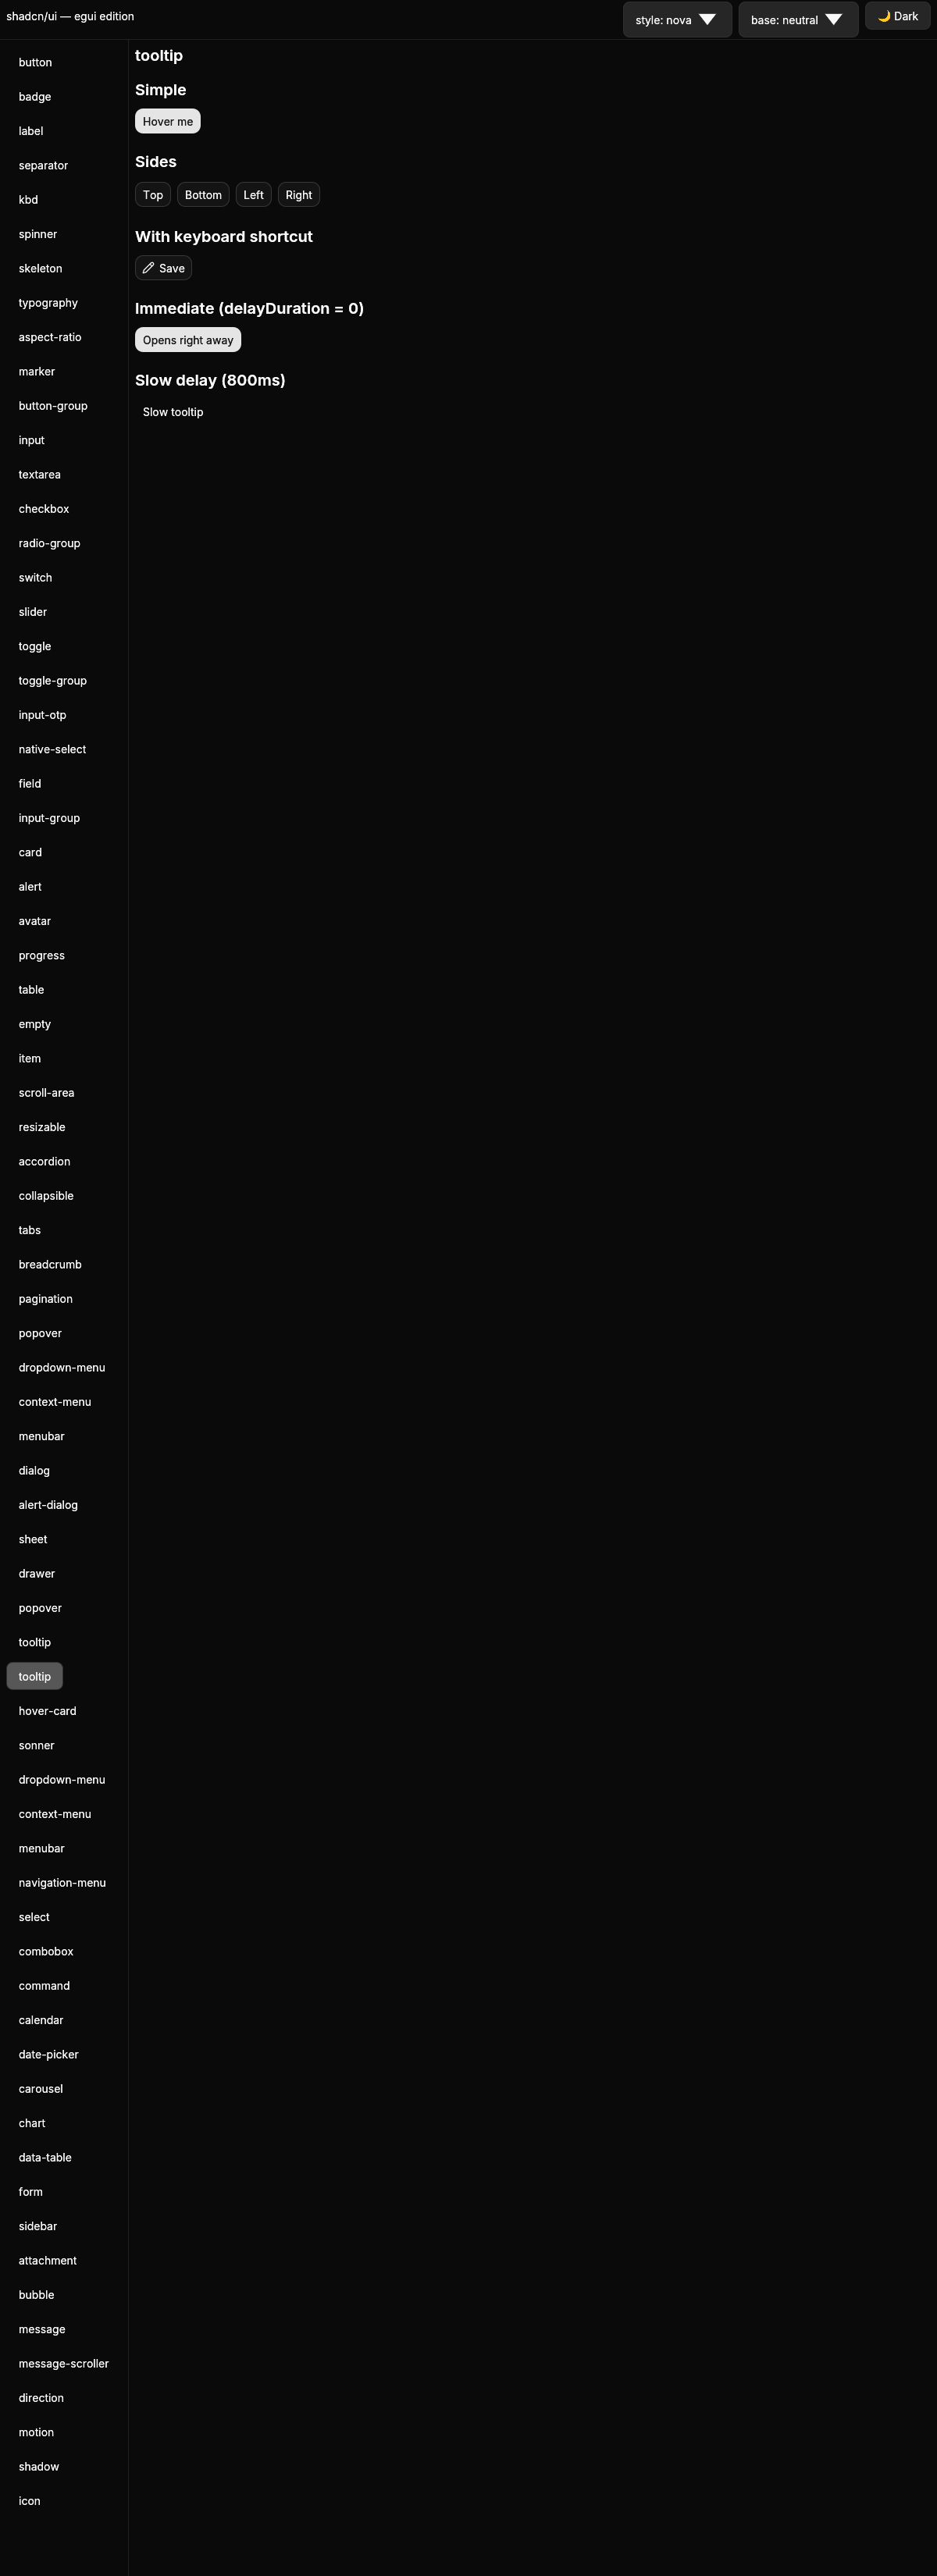 shadcn/ui — egui edition
style: nova
base: neutral
🌙 Dark
button
badge
label
separator
kbd
spinner
skeleton
typography
aspect-ratio
marker
button-group
input
textarea
checkbox
radio-group
switch
slider
toggle
toggle-group
input-otp
native-select
field
input-group
card
alert
avatar
progress
table
empty
item
scroll-area
resizable
accordion
collapsible
tabs
breadcrumb
pagination
popover
dropdown-menu
context-menu
menubar
dialog
alert-dialog
sheet
drawer
popover
tooltip
tooltip
hover-card
sonner
dropdown-menu
context-menu
menubar
navigation-menu
select
combobox
command
calendar
date-picker
carousel
chart
data-table
form
sidebar
attachment
bubble
message
message-scroller
direction
motion
shadow
icon
tooltip
Simple
Hover me
Sides
Top
Bottom
Left
Right
With keyboard shortcut
Save
Immediate (delayDuration = 0)
Opens right away
Slow delay (800ms)
Slow tooltip